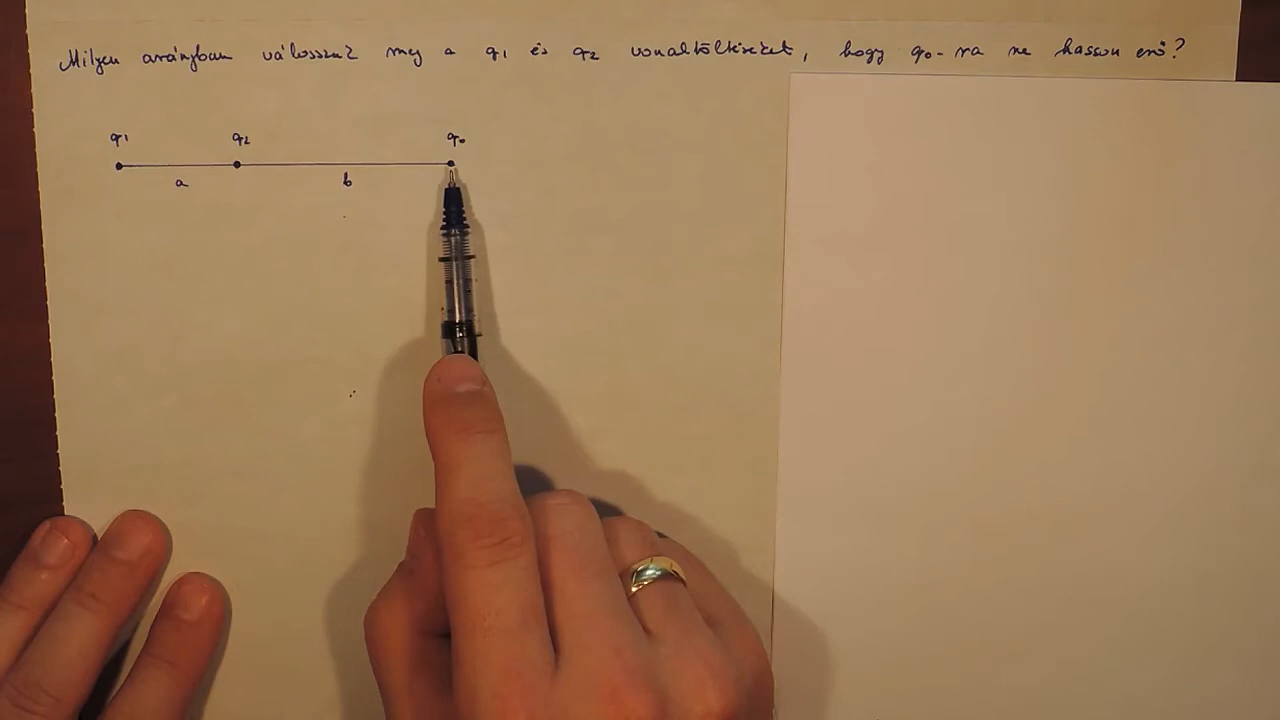 Milyen arányban válasszuk meg a q1 és q2 vonaltöltéseket, hogy q0-ra ne hasson erő?
q1 q2 q0
a b